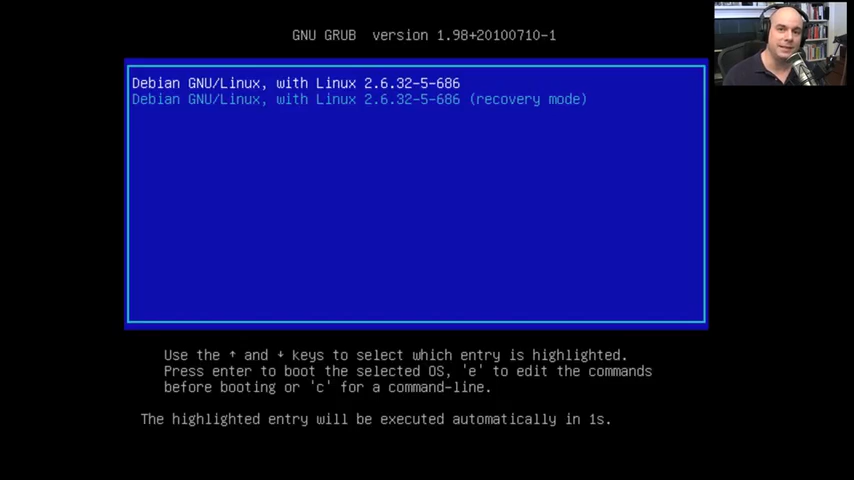 GNU GRUB version 1.98+20100710-1
Debian GNU/Linux, with Linux 2.6.32-5-686
Debian GNU/Linux, with Linux 2.6.32-5-686 (recovery mode)
Use the ↑ and ↓ keys to select which entry is highlighted.
Press enter to boot the selected OS, 'e' to edit the commands
before booting or 'c' for a command-line.
The highlighted entry will be executed automatically in 1s.